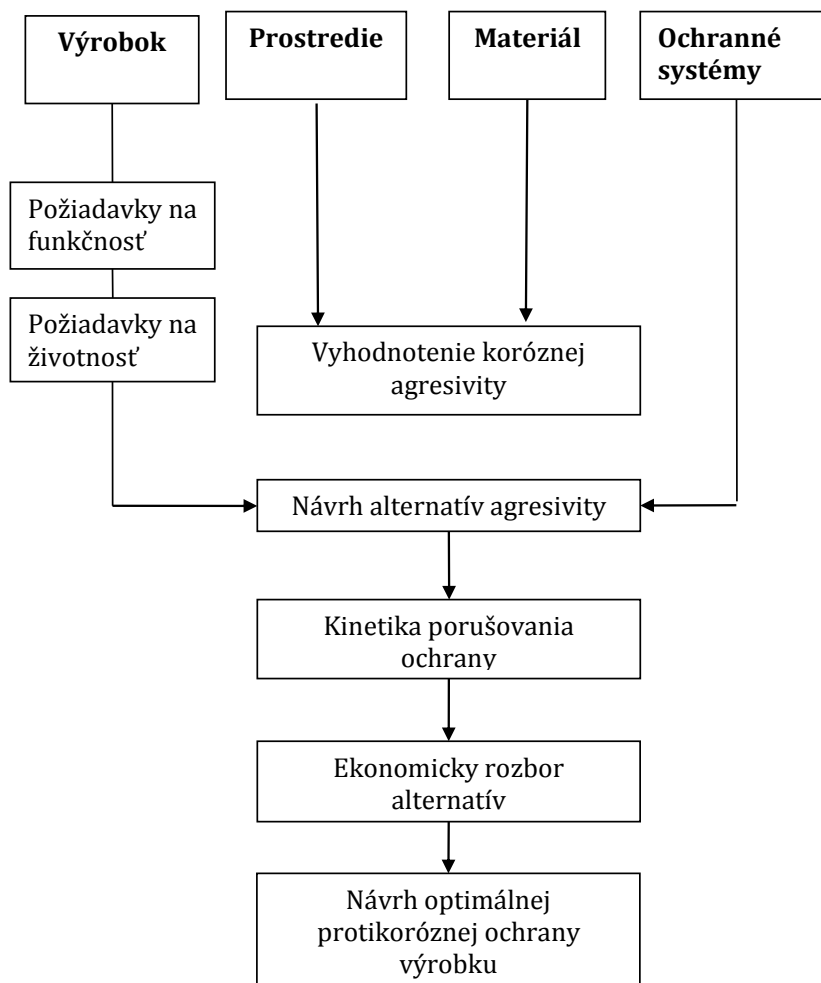 Výrobok
Prostredie
Materiál
Ochranné
systémy
Požiadavky na
funkčnosť
Požiadavky na
životnosť
Vyhodnotenie koróznej
agresivity
Návrh alternatív agresivity
Kinetika porušovania
ochrany
Ekonomicky rozbor
alternatív
Návrh optimálnej
protikoróznej ochrany
výrobku